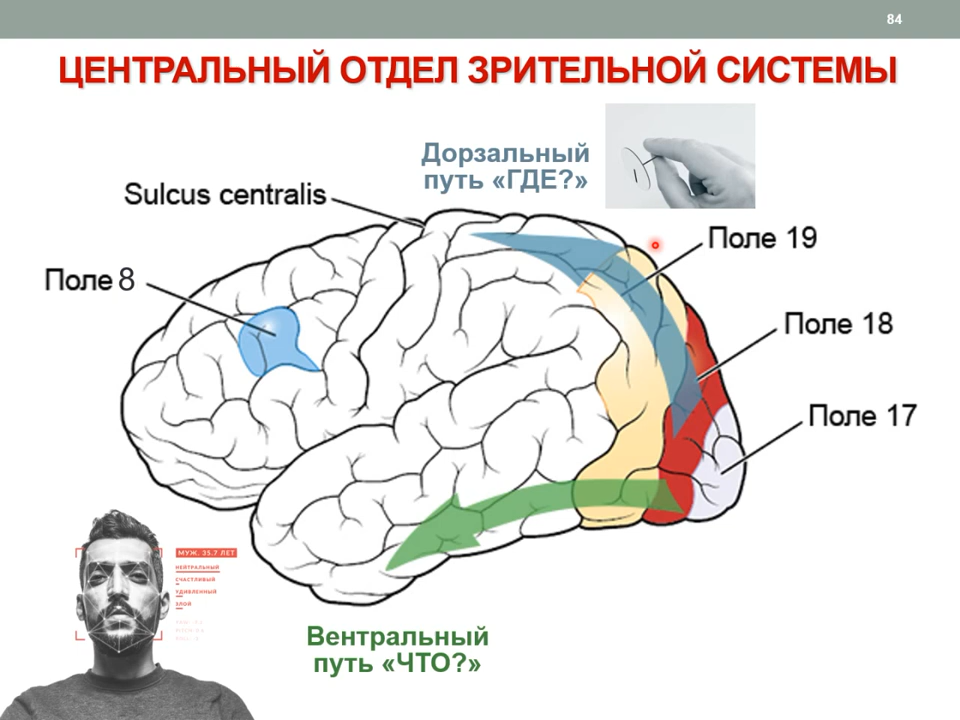 84
ЦЕНТРАЛЬНЫЙ ОТДЕЛ ЗРИТЕЛЬНОЙ СИСТЕМЫ
Дорзальный
путь «ГДЕ?»
Sulcus centralis
Поле 19
Поле 8
Поле 18
Поле 17
МУЖ. 35.7 ЛЕТ
НЕЙТРАЛЬНЫЙ
СЧАСТЛИВЫЙ
УДИВЛЕННЫЙ
ЗЛОЙ
Вентральный
путь «ЧТО?»